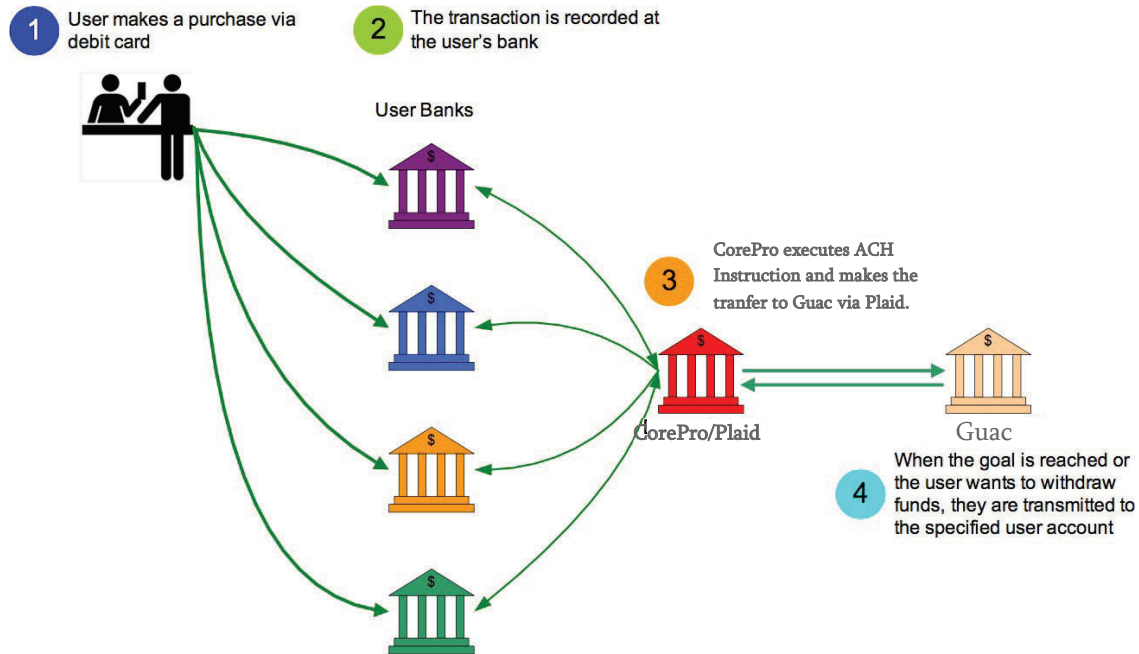 1
User makes a purchase via
debit card
2
The transaction is recorded at
the user's bank
User Banks
$
$
$
$
3
CorePro executes ACH
Instruction and makes the
tranfer to Guac via Plaid.
$
CorePro/Plaid
$
Guac
4
When the goal is reached or
the user wants to withdraw
funds, they are transmitted to
the specified user account